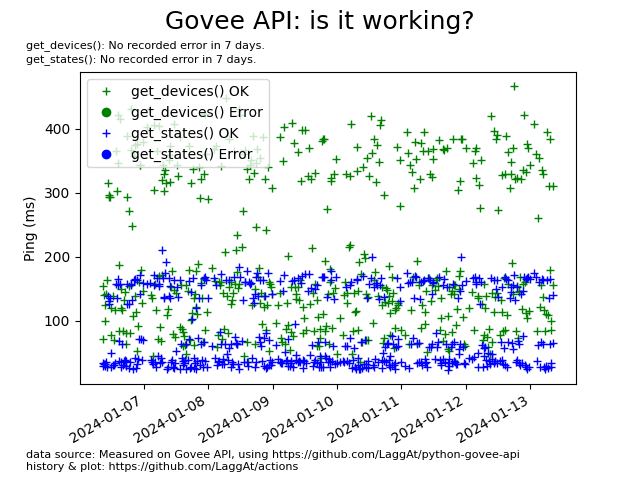 Govee API: is it working?
get_devices(): No recorded error in 7 days.
get_states(): No recorded error in 7 days.
get_devices() OK
get_devices() Error
get_states() OK
get_states() Error
Ping (ms)
400
300
200
100
2024-01-07
2024-01-08
2024-01-09
2024-01-10
2024-01-11
2024-01-12
2024-01-13
data source: Measured on Govee API, using https://github.com/LaggAt/python-govee-api
history & plot: https://github.com/LaggAt/actions